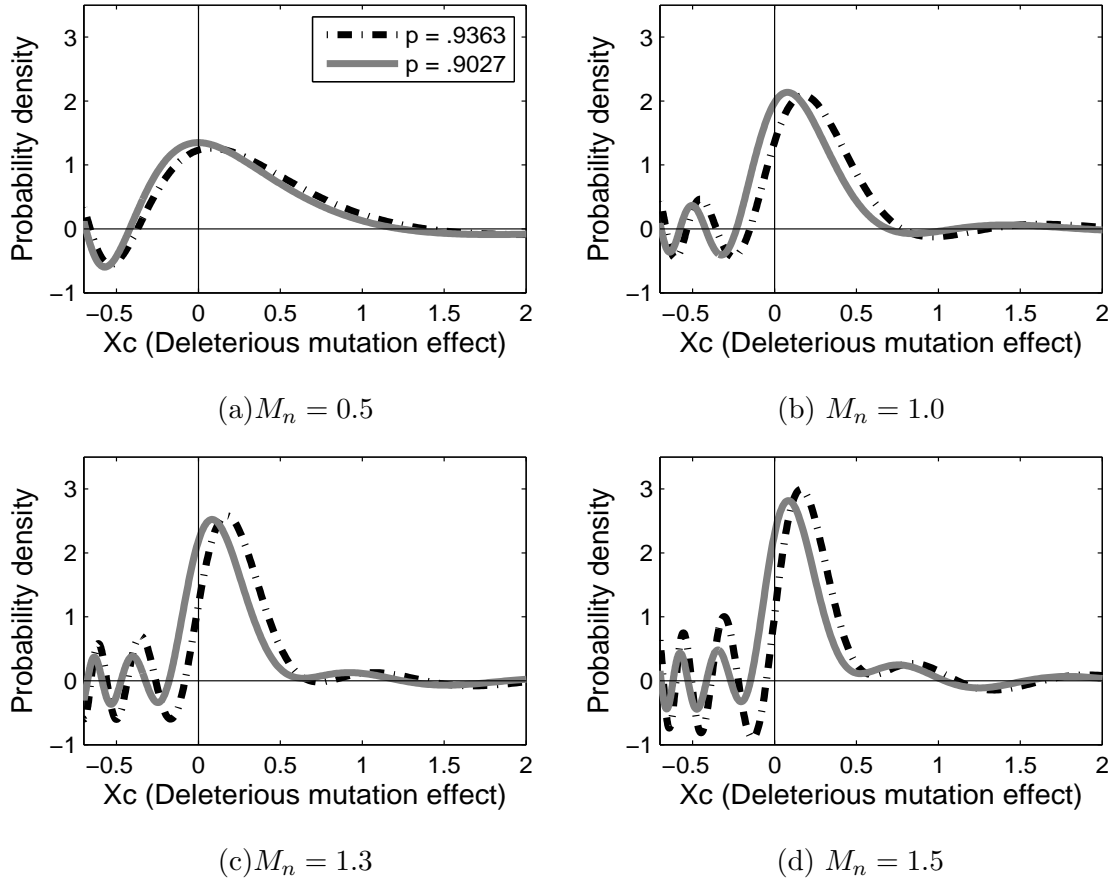 3
2
1
0
−1
Probability density
p = .9363
p = .9027
−0.5 0 0.5 1 1.5 2
Xc (Deleterious mutation effect)
(a)M_n = 0.5
3
2
1
0
−1
Probability density
−0.5 0 0.5 1 1.5 2
Xc (Deleterious mutation effect)
(b) M_n = 1.0
3
2
1
0
−1
Probability density
−0.5 0 0.5 1 1.5 2
Xc (Deleterious mutation effect)
(c)M_n = 1.3
3
2
1
0
−1
Probability density
−0.5 0 0.5 1 1.5 2
Xc (Deleterious mutation effect)
(d) M_n = 1.5